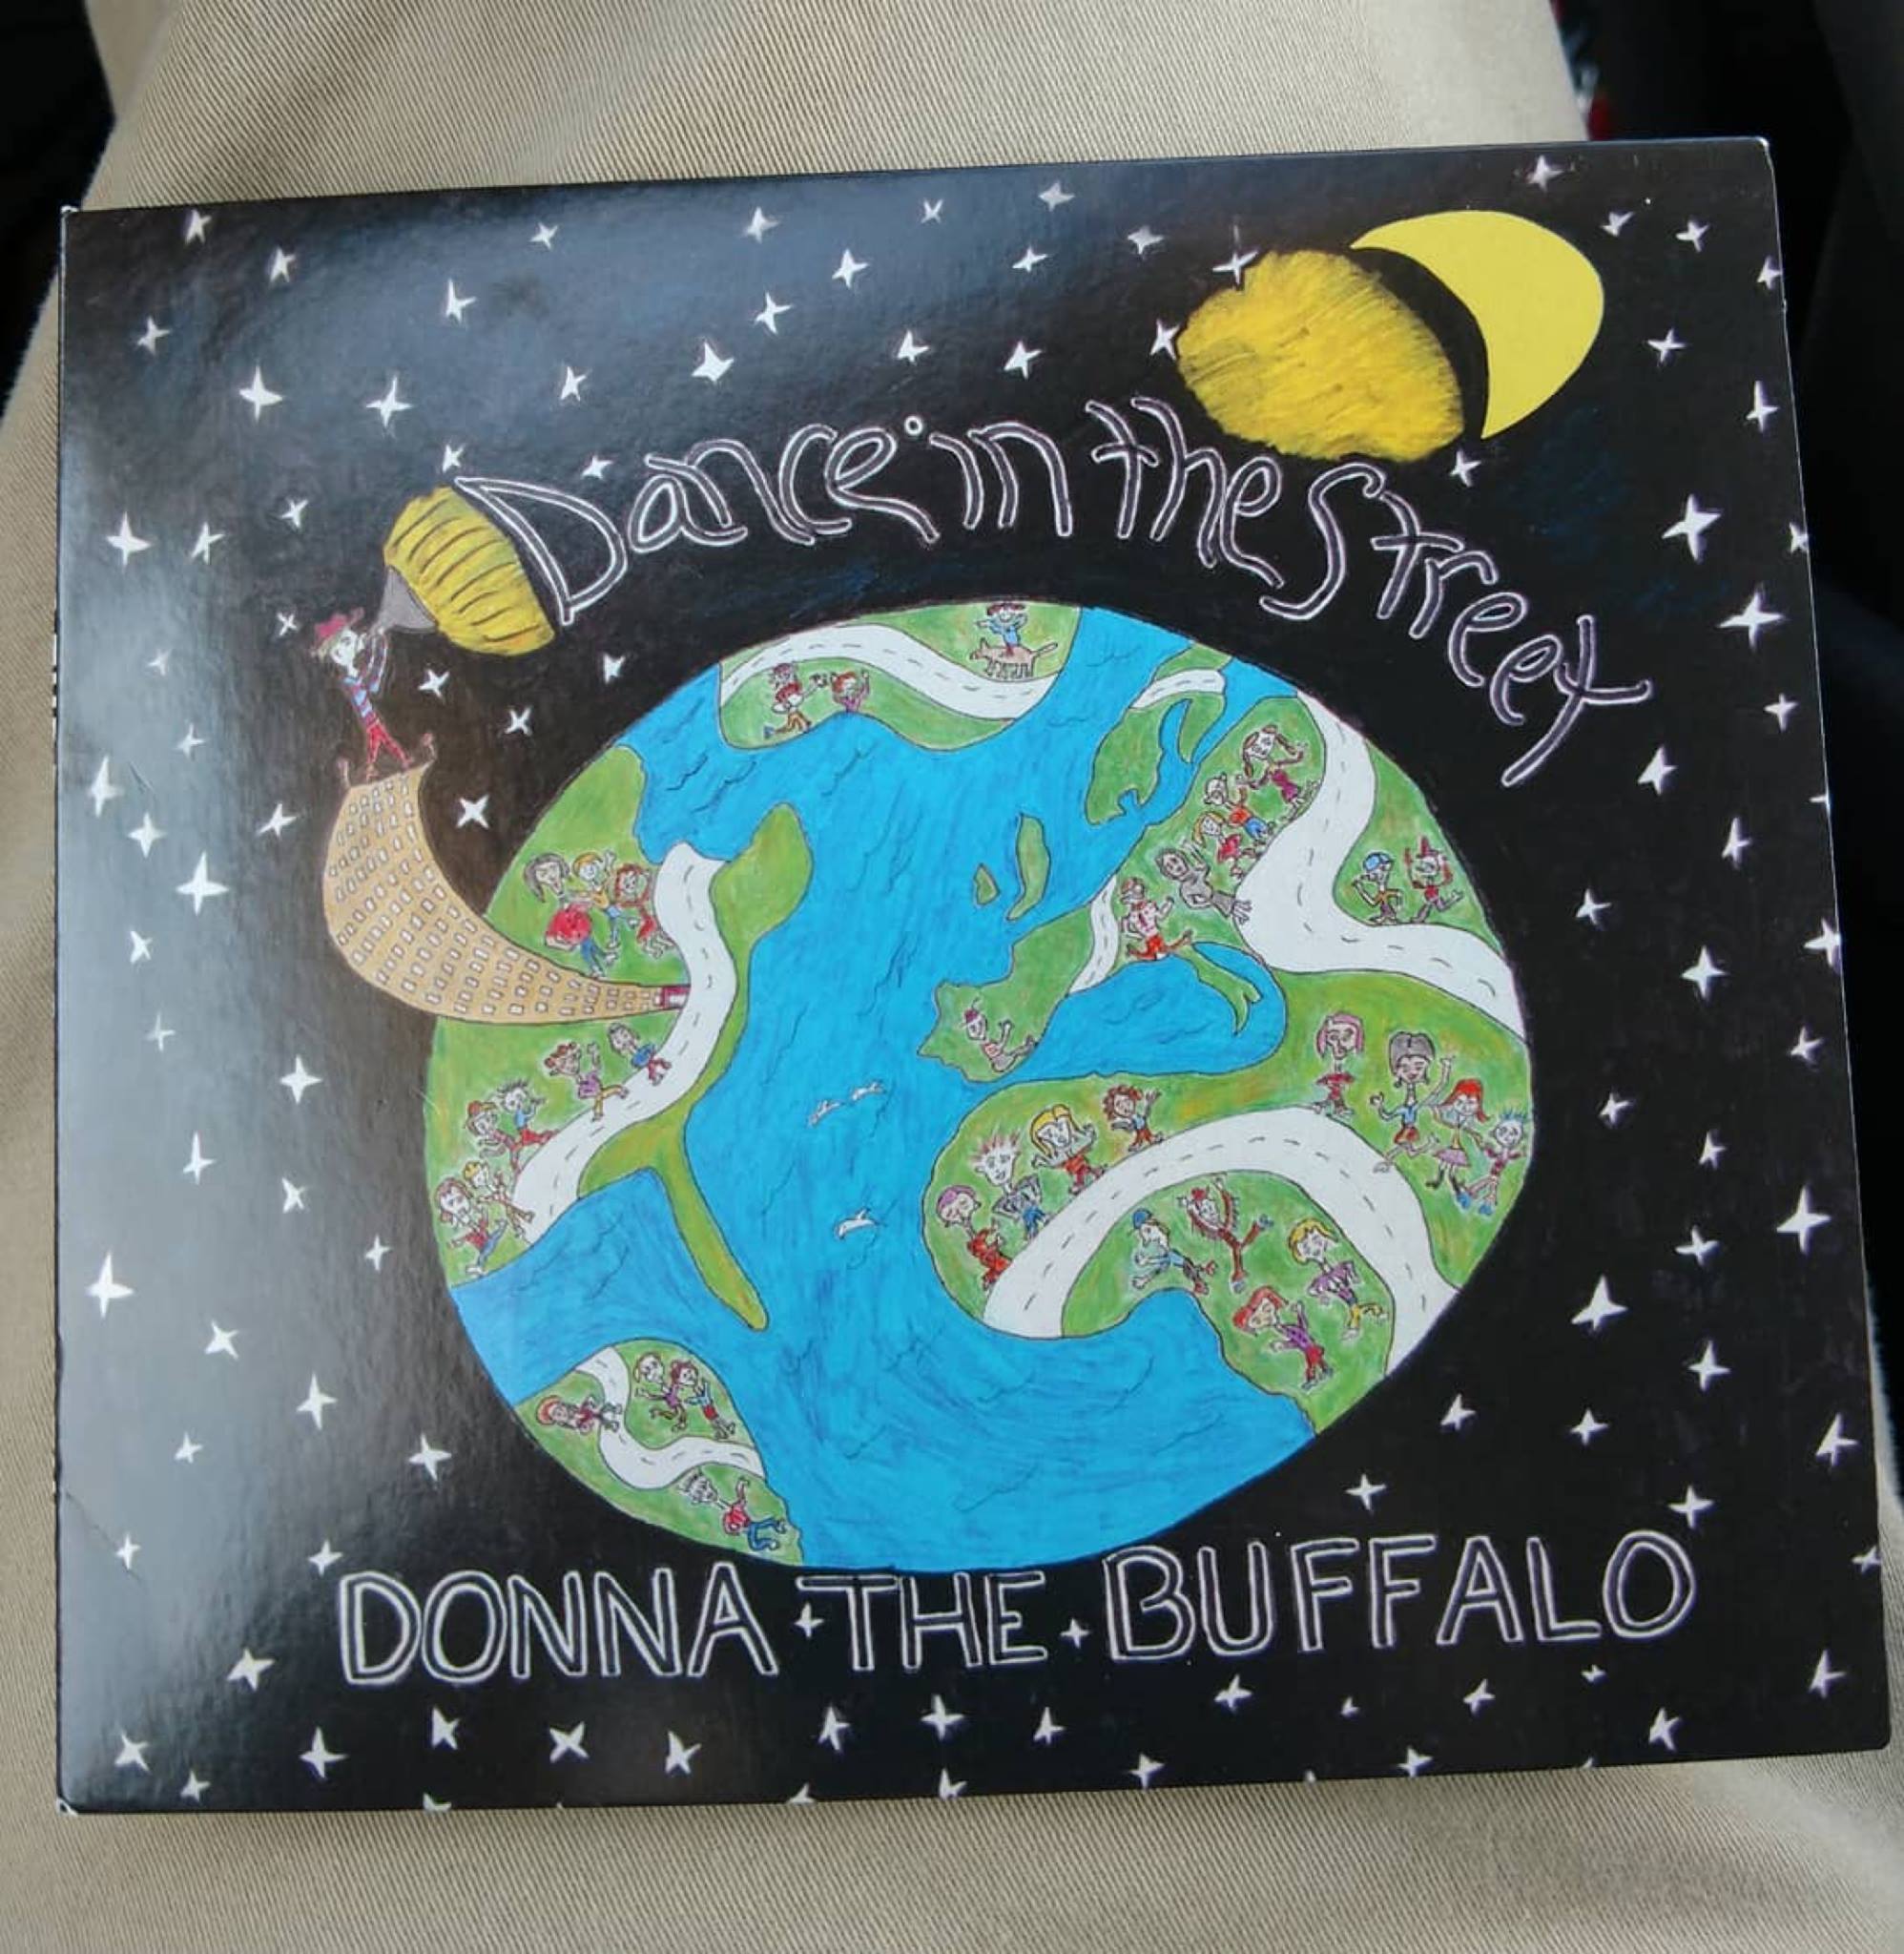 Dance in the Street
DONNA THE BUFFALO